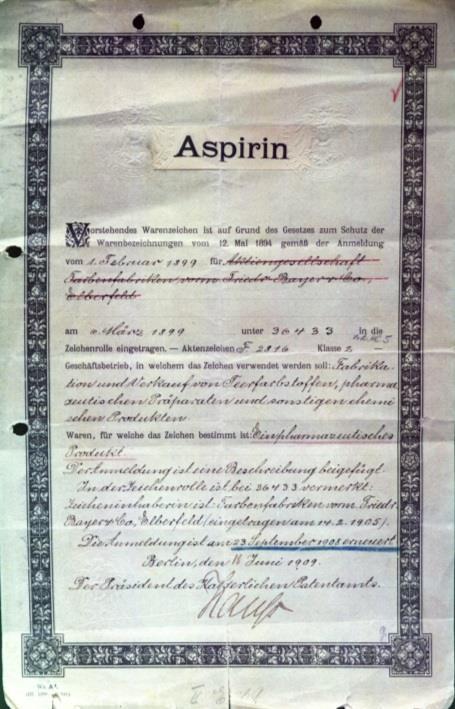 Aspirin
Vorstehendes Warenzeichen ist auf Grund des Gesetzes zum Schutz der
Warenbezeichnungen vom 12. Mai 1894 gemäß der Anmeldung
vom 1. Februar 1899 für Aktiengesellschaft
Farbenfabriken vorm Friedr Bayer & Co,
Elberfeld
am März 1899 unter 36433 in die
Zeichenrolle eingetragen. — Aktenzeichen F. 2816 Klasse 2.
Geschäftsbetrieb, in welchem das Zeichen verwendet werden soll: Fabrika-
tion und Verkauf von Teerfarbstoffen, pharma-
zeutischen Präparaten und sonstigen chemi-
schen Produkten
Waren, für welche das Zeichen bestimmt ist: Ein pharmazeutisches
Produkt
Der Anmeldung ist eine Beschreibung beigefügt
In der Zeichenrolle ist bei 36433 vermerkt:
Zeicheninhaberin ist: Farbenfabriken vorm. Friedr.
Bayer & Co, Elberfeld (eingetragen am 14.2.1905).
Die Anmeldung ist am 23 September 1908 erneuert
Berlin, den Juni 1909.
Der Präsident des Kaiserlichen Patentamts.